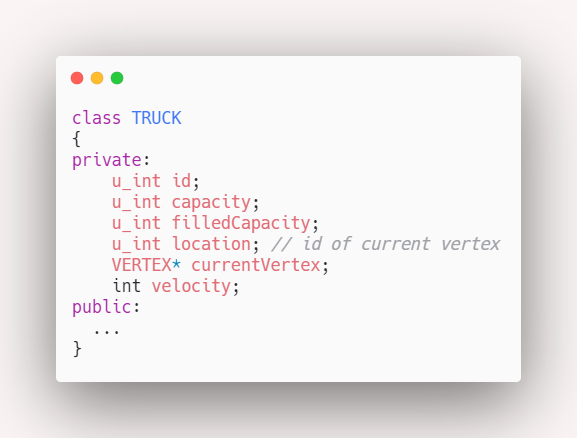 class TRUCK
{
private:
    u_int id;
    u_int capacity;
    u_int filledCapacity;
    u_int location; // id of current vertex
    VERTEX* currentVertex;
    int velocity;
public:
  ...
}